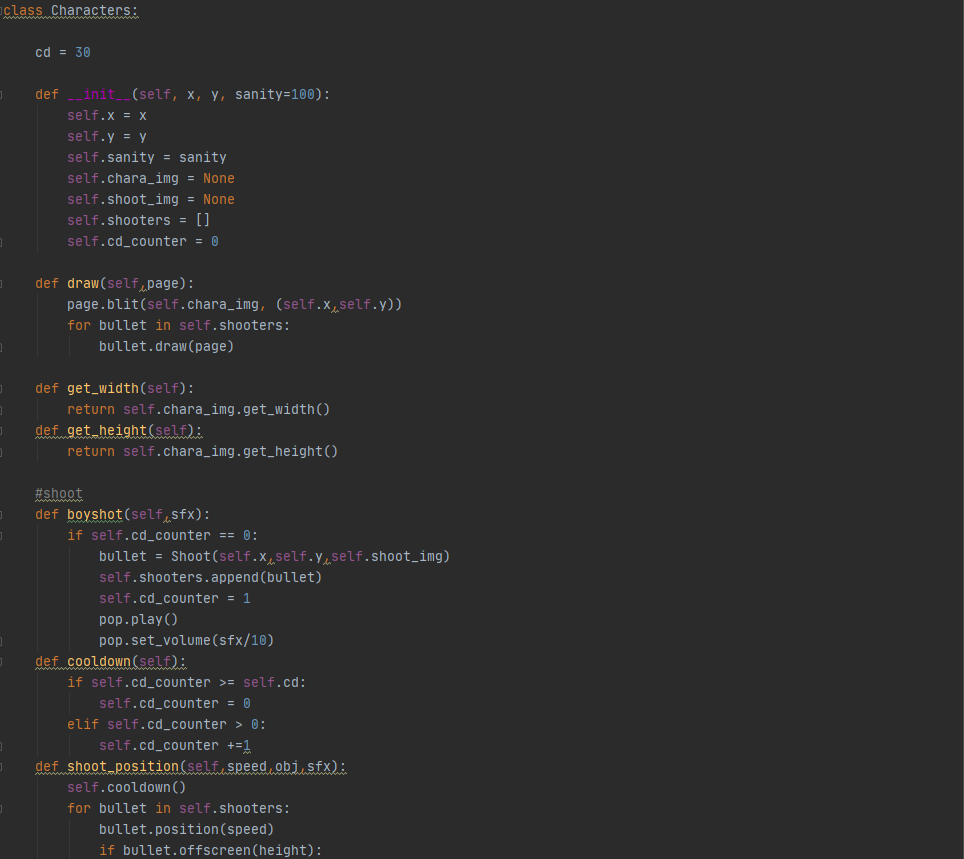 class Characters:
cd = 30
def __init__(self, x, y, sanity=100):
self.x = x
self.y = y
self.sanity = sanity
self.chara_img = None
self.shoot_img = None
self.shooters = []
self.cd_counter = 0
def draw(self,page):
page.blit(self.chara_img, (self.x,self.y))
for bullet in self.shooters:
bullet.draw(page)
def get_width(self):
return self.chara_img.get_width()
def get_height(self):
return self.chara_img.get_height()
#shoot
def boyshot(self,sfx):
if self.cd_counter == 0:
bullet = Shoot(self.x,self.y,self.shoot_img)
self.shooters.append(bullet)
self.cd_counter = 1
pop.play()
pop.set_volume(sfx/10)
def cooldown(self):
if self.cd_counter >= self.cd:
self.cd_counter = 0
elif self.cd_counter > 0:
self.cd_counter +=1
def shoot_position(self,speed,obj,sfx):
self.cooldown()
for bullet in self.shooters:
bullet.position(speed)
if bullet.offscreen(height):